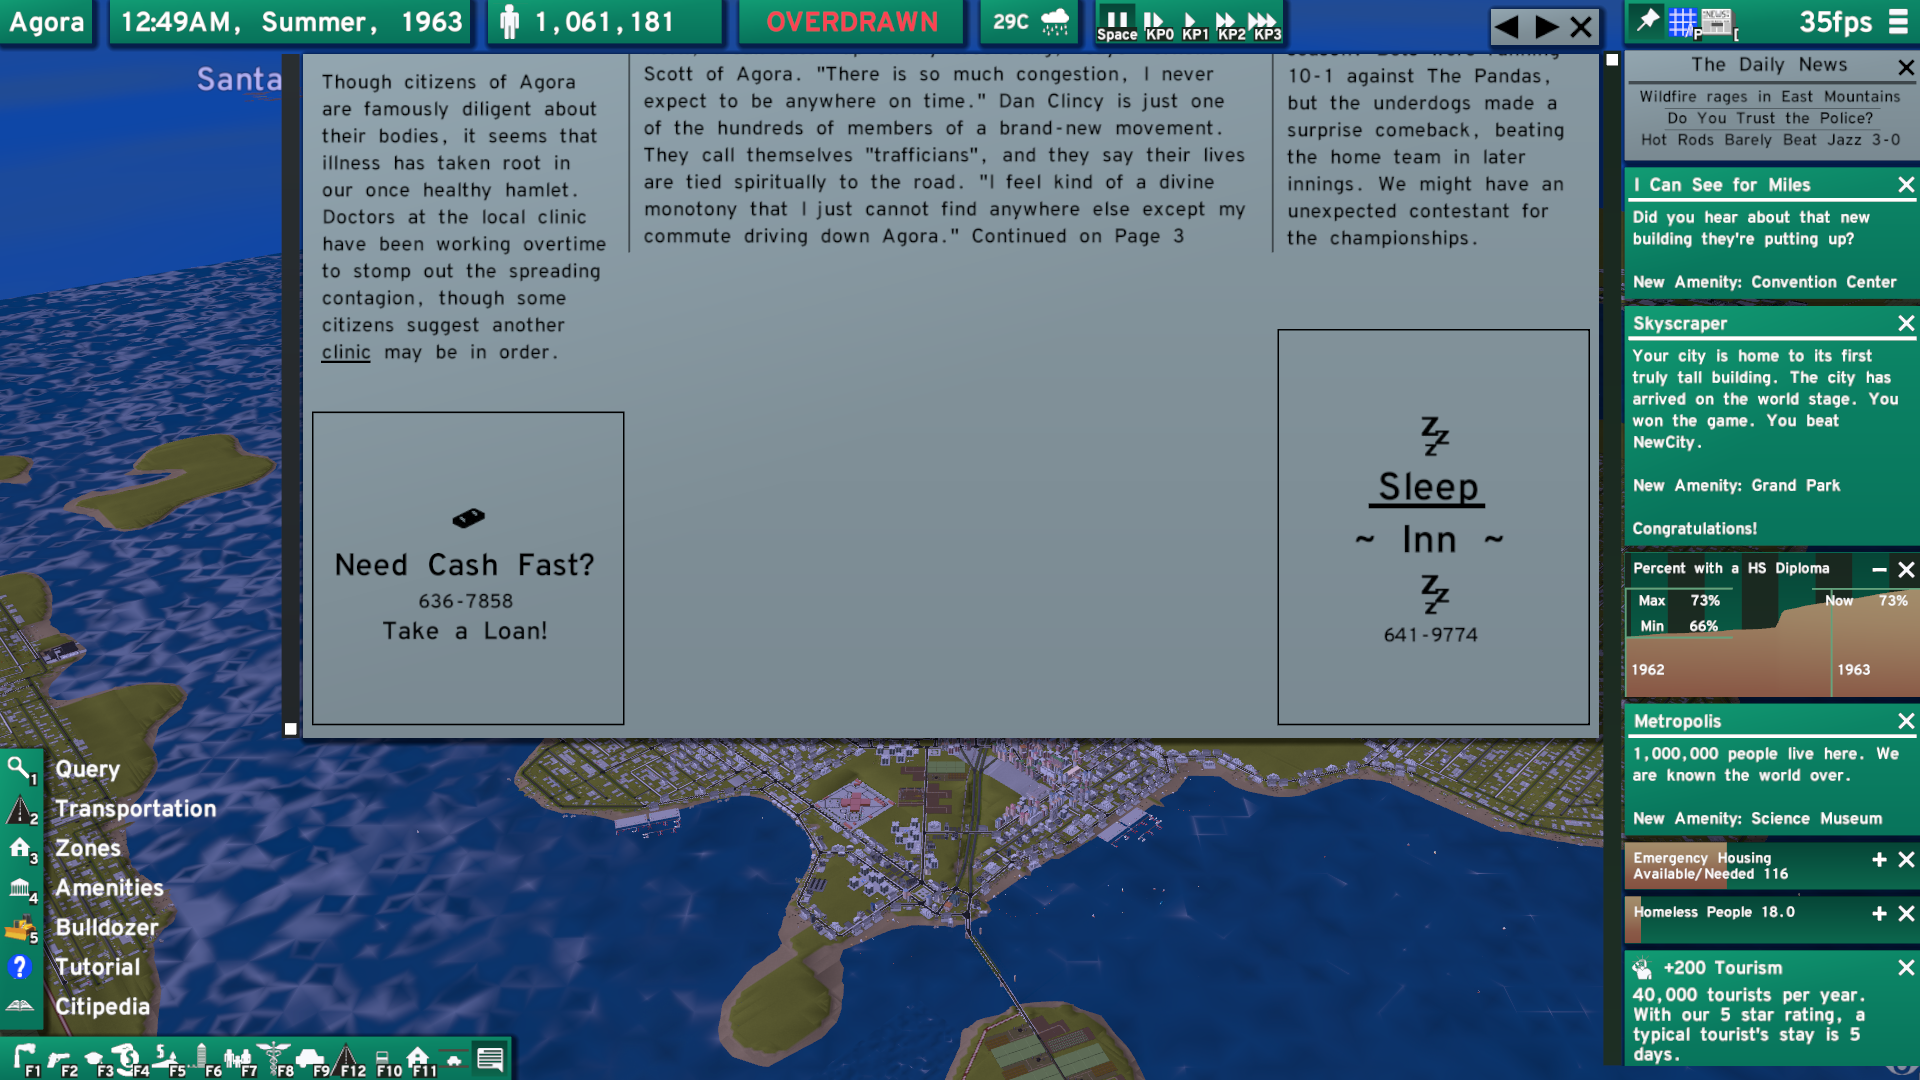 Agora
12:49AM, Summer, 1963
1,061,181
OVERDRAWN
29C
Space
KP0
KP1
KP2
KP3
P
[
35fps
Santa
Though citizens of Agora
are famously diligent about
their bodies, it seems that
illness has taken root in
our once healthy hamlet.
Doctors at the local clinic
have been working overtime
to stomp out the spreading
contagion, though some
citizens suggest another
clinic may be in order.
Scott of Agora. "There is so much congestion, I never
expect to be anywhere on time." Dan Clincy is just one
of the hundreds of members of a brand-new movement.
They call themselves "trafficians", and they say their lives
are tied spiritually to the road. "I feel kind of a divine
monotony that I just cannot find anywhere else except my
commute driving down Agora." Continued on Page 3
10-1 against The Pandas,
but the underdogs made a
surprise comeback, beating
the home team in later
innings. We might have an
unexpected contestant for
the championships.
Need Cash Fast?
636-7858
Take a Loan!
Z
Z
Z
Sleep
~ Inn ~
Z
Z
Z
641-9774
The Daily News
Wildfire rages in East Mountains
Do You Trust the Police?
Hot Rods Barely Beat Jazz 3-0
I Can See for Miles
Did you hear about that new
building they're putting up?
New Amenity: Convention Center
Skyscraper
Your city is home to its first
truly tall building. The city has
arrived on the world stage. You
won the game. You beat
NewCity.
New Amenity: Grand Park
Congratulations!
Percent with a HS Diploma
Max 73%
Now 73%
Min 66%
1962
1963
Metropolis
1,000,000 people live here. We
are known the world over.
New Amenity: Science Museum
Emergency Housing
Available/Needed 116
Homeless People 18.0
+200 Tourism
40,000 tourists per year.
With our 5 star rating, a
typical tourist's stay is 5
days.
1 Query
2 Transportation
3 Zones
4 Amenities
5 Bulldozer
? Tutorial
Citipedia
F1
F2
F3
F4
5
F5
F6
F7
F8
F9
F12
F10
F11